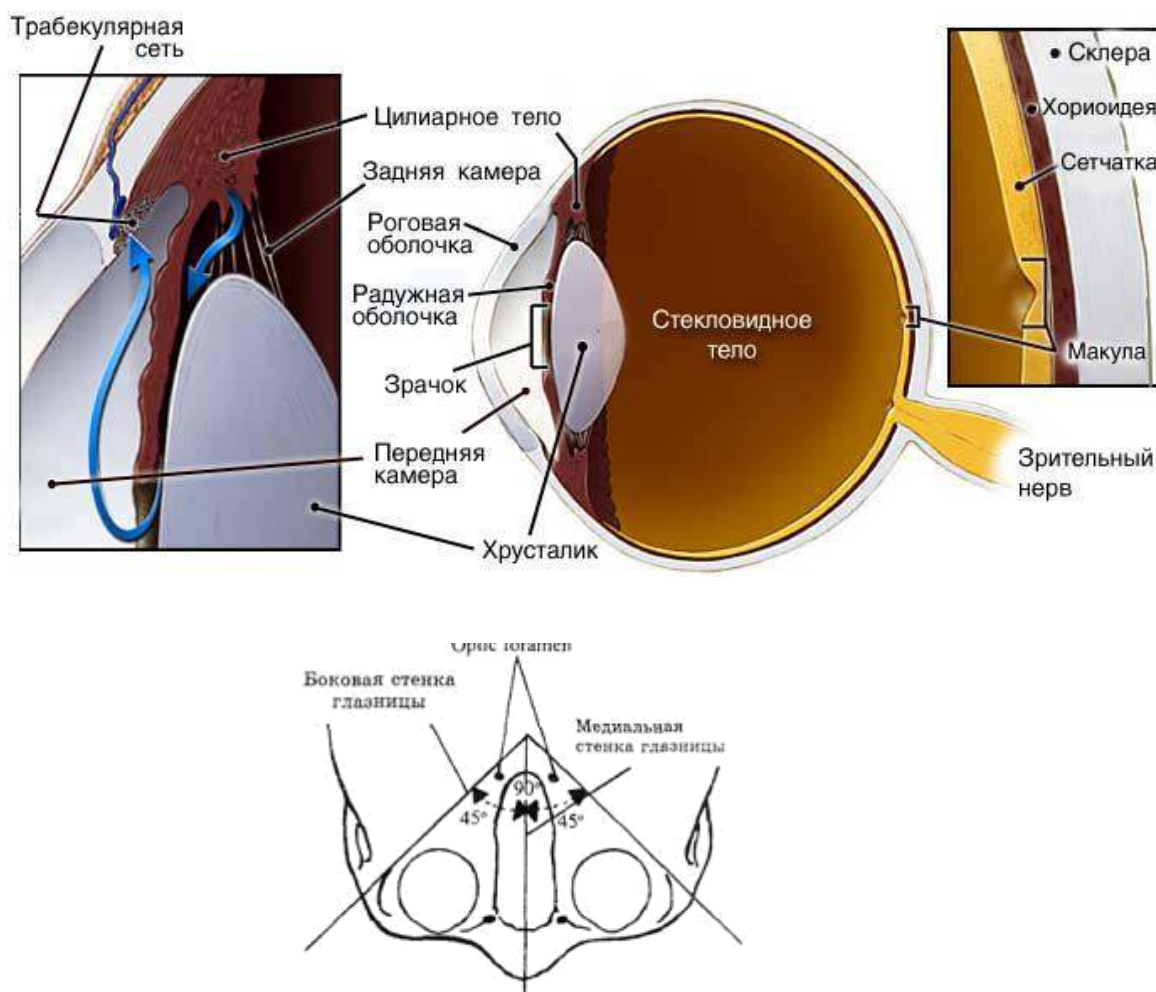 Трабекулярная
сеть
Цилиарное тело
Задняя камера
Роговая
оболочка
Радужная
оболочка
Зрачок
Передняя
камера
Хрусталик
Стекловидное
тело
Склера
Хориоидея
Сетчатка
Макула
Зрительный
нерв
Optic foramen
Боковая стенка
глазницы
Медиальная
стенка глазницы
90°
45°
45°